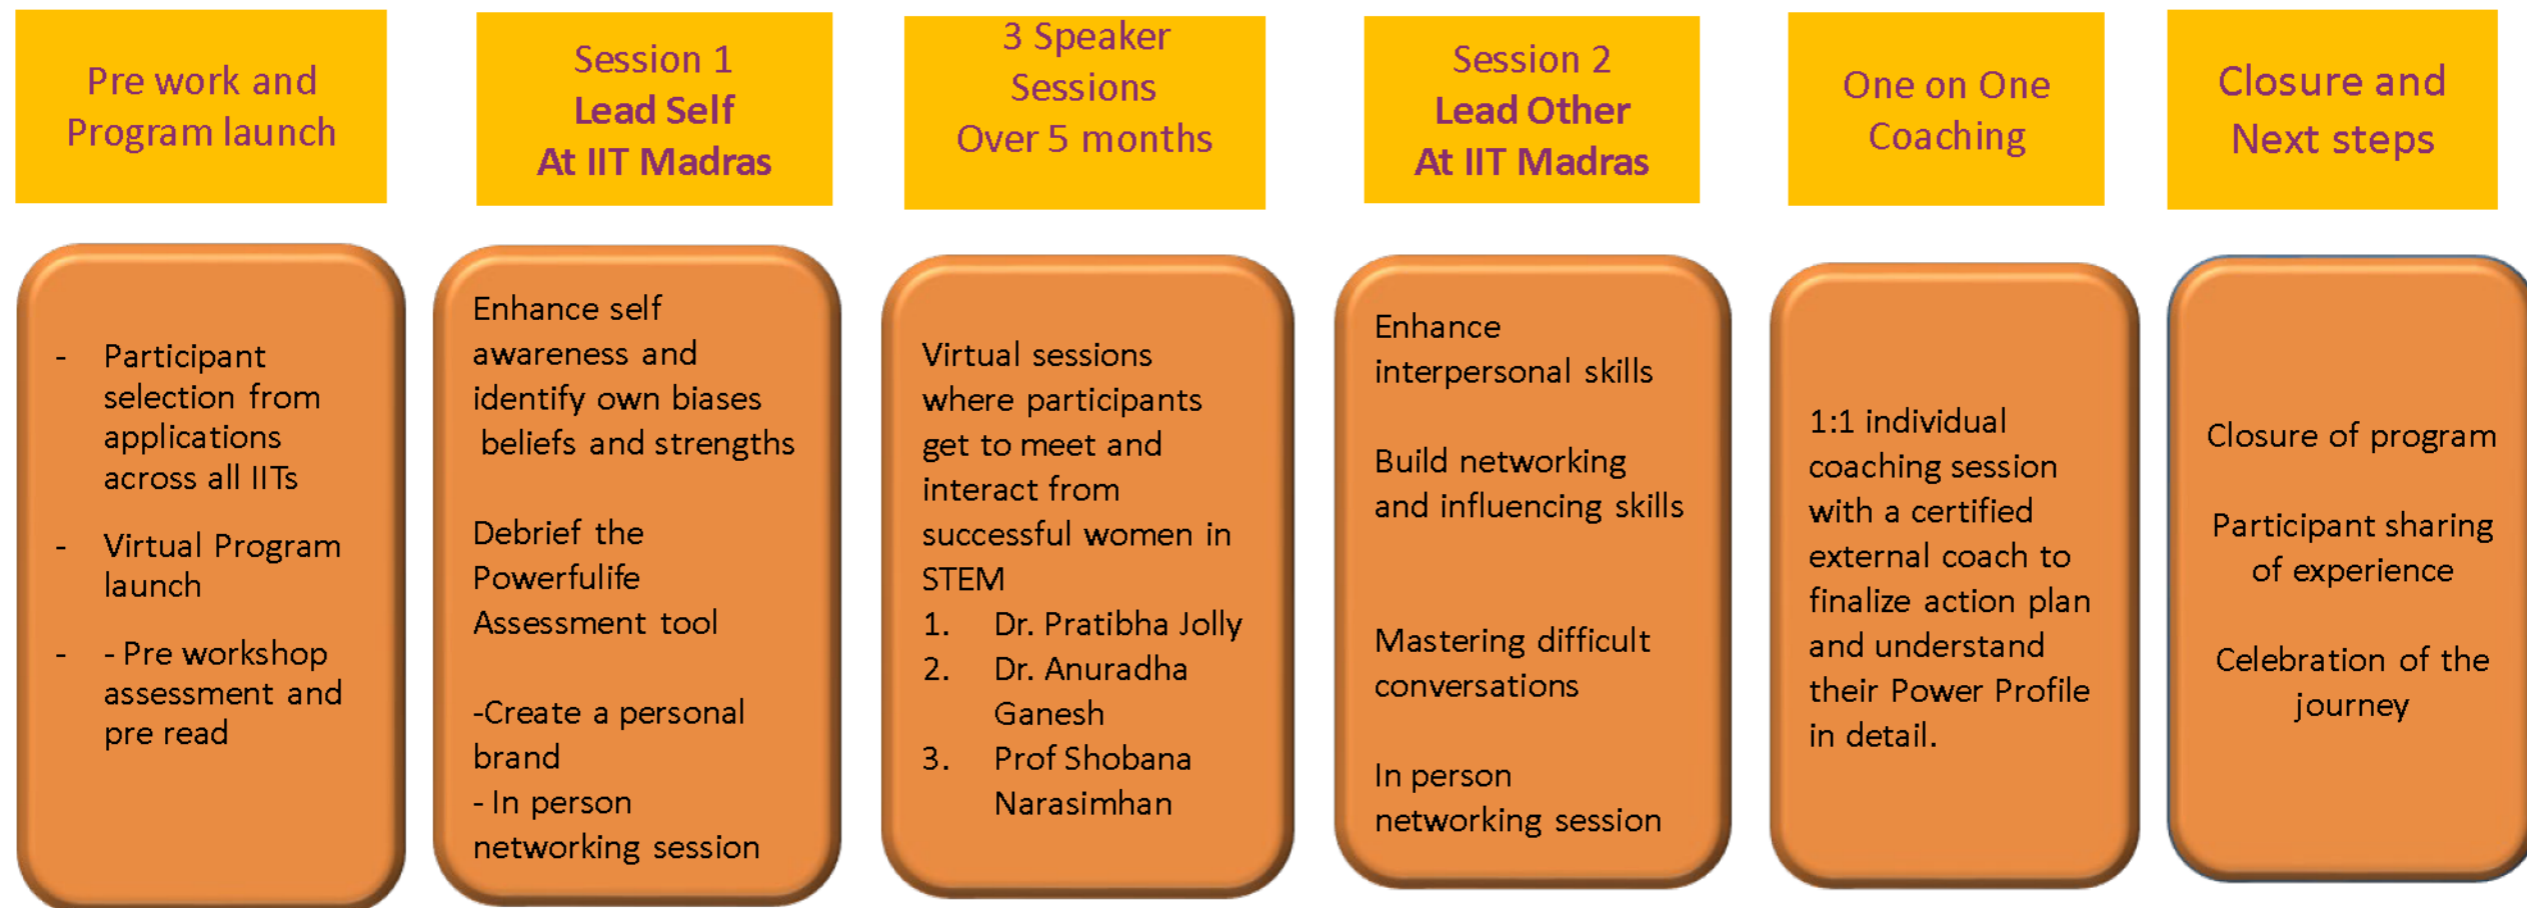 Pre work and
Program launch
Session 1
Lead Self
At IIT Madras
3 Speaker
Sessions
Over 5 months
Session 2
Lead Other
At IIT Madras
One on One
Coaching
Closure and
Next steps
- Participant
selection from
applications
across all IITs
- Virtual Program
launch
- - Pre workshop
assessment and
pre read
Enhance self
awareness and
identify own biases
beliefs and strengths
Debrief the
Powerfulife
Assessment tool
-Create a personal
brand
- In person
networking session
Virtual sessions
where participants
get to meet and
interact from
successful women in
STEM
1. Dr. Pratibha Jolly
2. Dr. Anuradha
Ganesh
3. Prof Shobana
Narasimhan
Enhance
interpersonal skills
Build networking
and influencing skills
Mastering difficult
conversations
In person
networking session
1:1 individual
coaching session
with a certified
external coach to
finalize action plan
and understand
their Power Profile
in detail.
Closure of program
Participant sharing
of experience
Celebration of the
journey